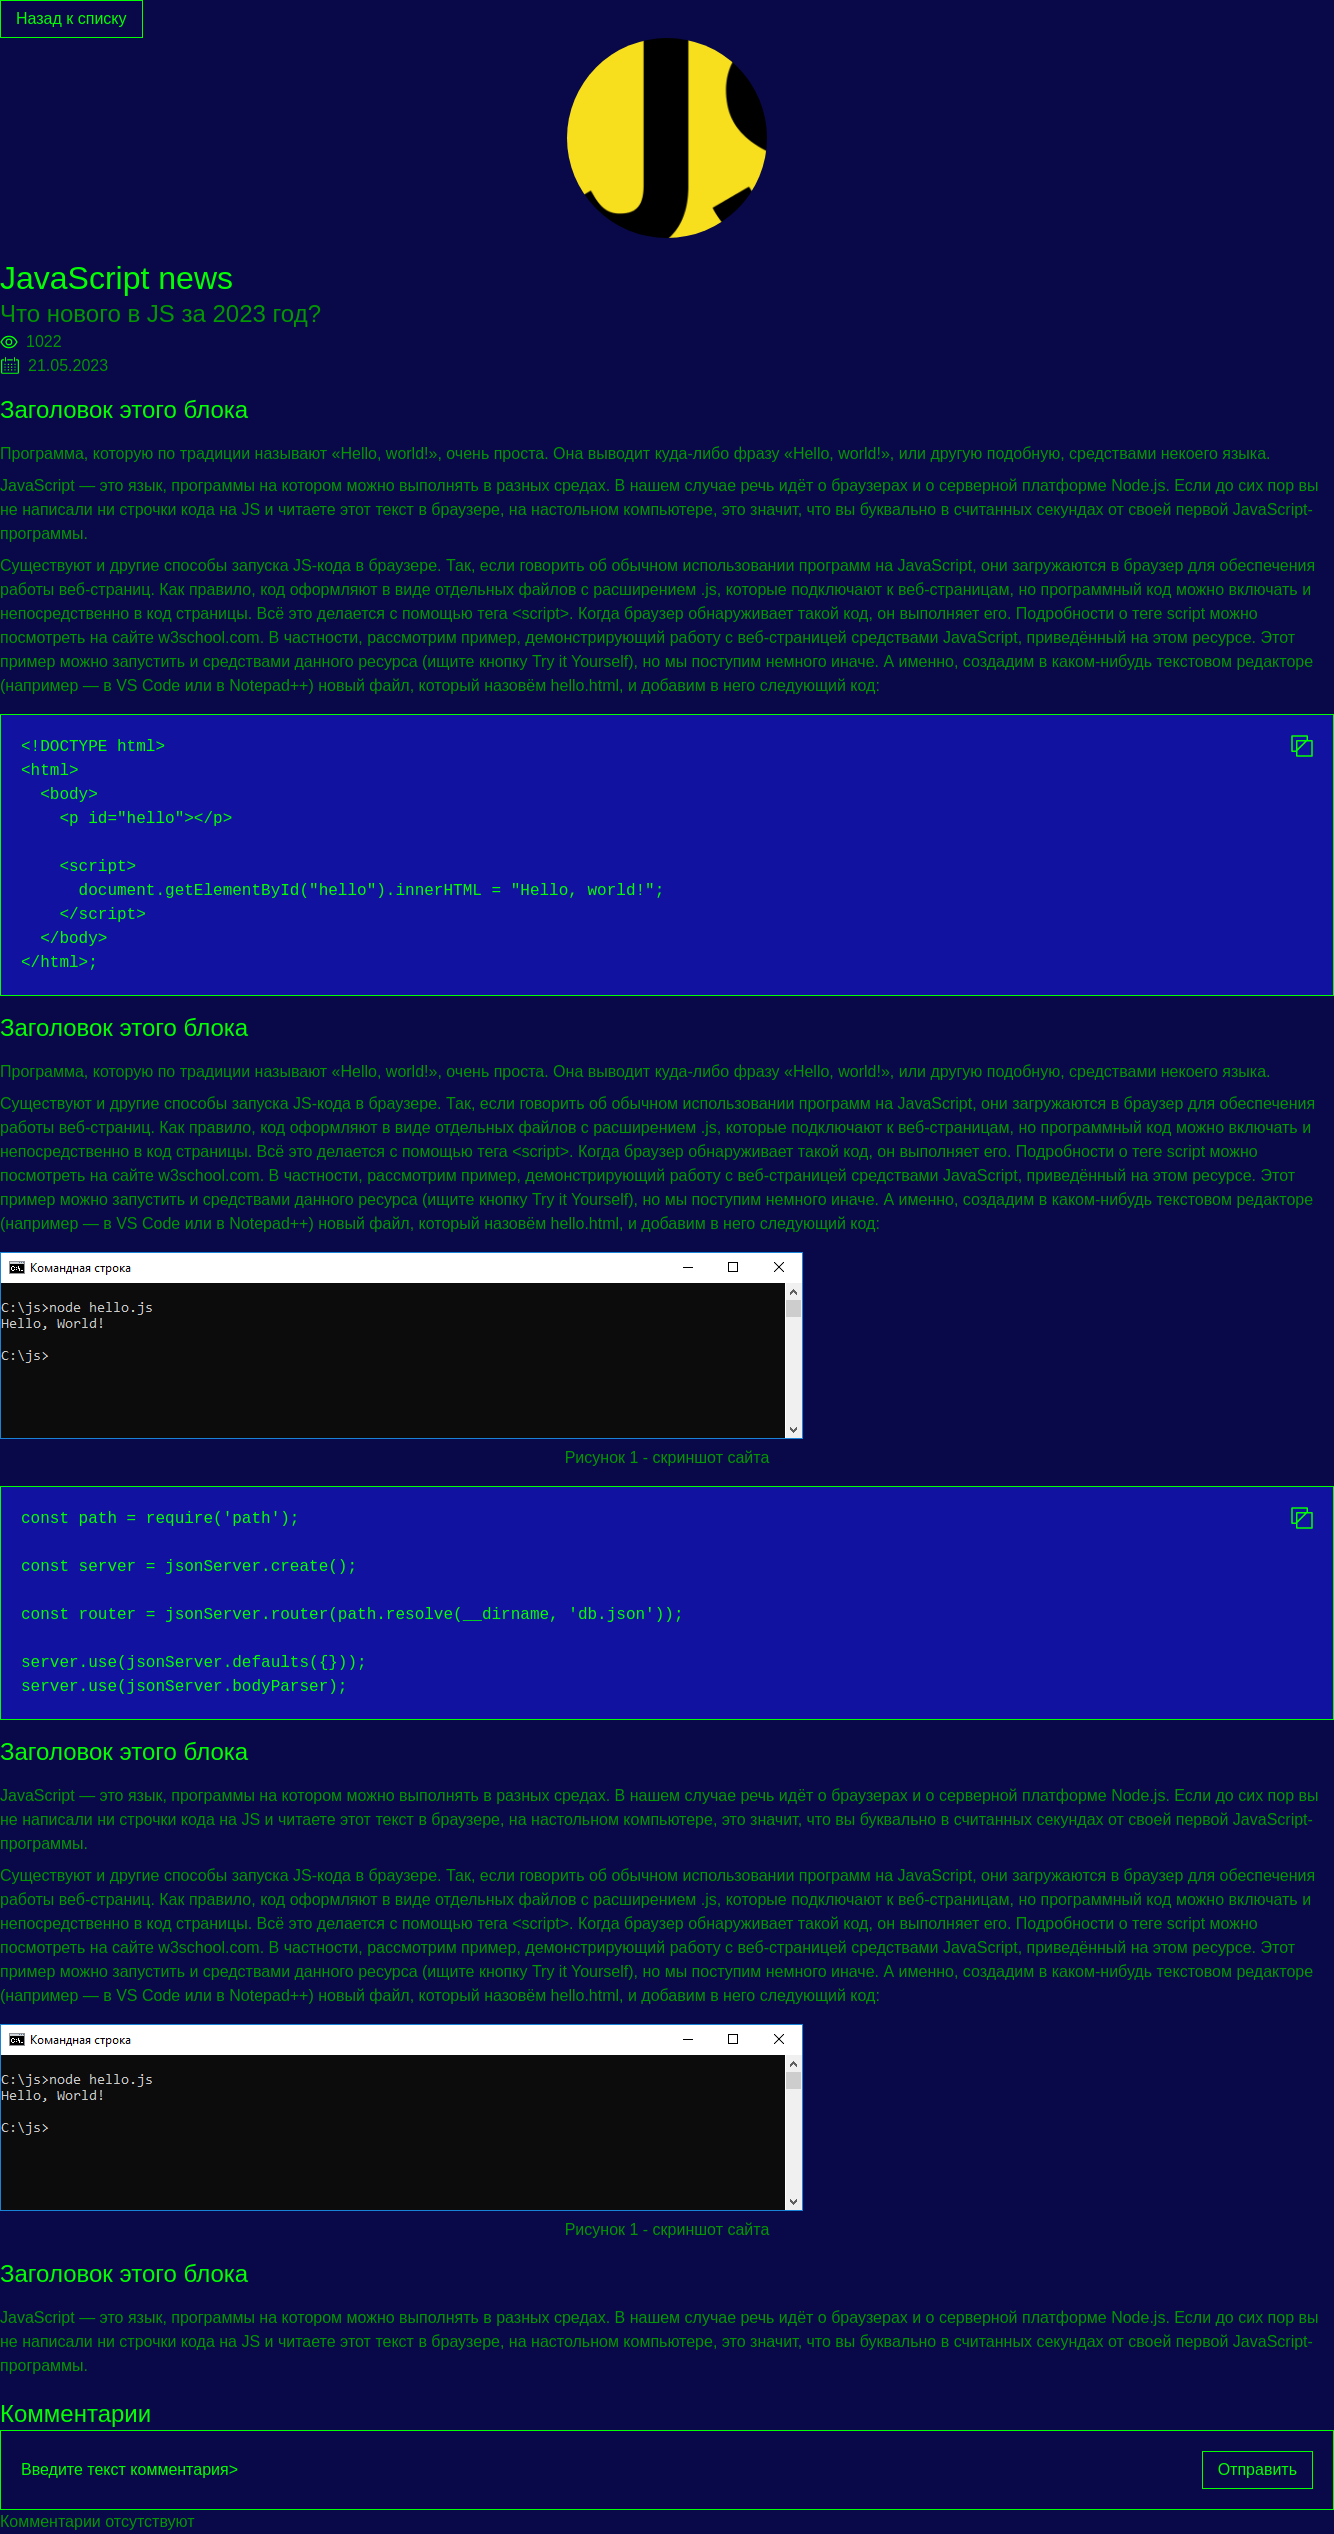 Назад к списку
JS
JavaScript news
Что нового в JS за 2023 год?
1022
21.05.2023
Заголовок этого блока
Программа, которую по традиции называют «Hello, world!», очень проста. Она выводит куда-либо фразу «Hello, world!», или другую подобную, средствами некоего языка.
JavaScript — это язык, программы на котором можно выполнять в разных средах. В нашем случае речь идёт о браузерах и о серверной платформе Node.js. Если до сих пор вы
не написали ни строчки кода на JS и читаете этот текст в браузере, на настольном компьютере, это значит, что вы буквально в считанных секундах от своей первой JavaScript-
программы.
Существуют и другие способы запуска JS-кода в браузере. Так, если говорить об обычном использовании программ на JavaScript, они загружаются в браузер для обеспечения
работы веб-страниц. Как правило, код оформляют в виде отдельных файлов с расширением .js, которые подключают к веб-страницам, но программный код можно включать и
непосредственно в код страницы. Всё это делается с помощью тега <script>. Когда браузер обнаруживает такой код, он выполняет его. Подробности о теге script можно
посмотреть на сайте w3school.com. В частности, рассмотрим пример, демонстрирующий работу с веб-страницей средствами JavaScript, приведённый на этом ресурсе. Этот
пример можно запустить и средствами данного ресурса (ищите кнопку Try it Yourself), но мы поступим немного иначе. А именно, создадим в каком-нибудь текстовом редакторе
(например — в VS Code или в Notepad++) новый файл, который назовём hello.html, и добавим в него следующий код:
<!DOCTYPE html>
<html>
  <body>
    <p id="hello"></p>
    <script>
      document.getElementById("hello").innerHTML = "Hello, world!";
    </script>
  </body>
</html>;
Заголовок этого блока
Программа, которую по традиции называют «Hello, world!», очень проста. Она выводит куда-либо фразу «Hello, world!», или другую подобную, средствами некоего языка.
Существуют и другие способы запуска JS-кода в браузере. Так, если говорить об обычном использовании программ на JavaScript, они загружаются в браузер для обеспечения
работы веб-страниц. Как правило, код оформляют в виде отдельных файлов с расширением .js, которые подключают к веб-страницам, но программный код можно включать и
непосредственно в код страницы. Всё это делается с помощью тега <script>. Когда браузер обнаруживает такой код, он выполняет его. Подробности о теге script можно
посмотреть на сайте w3school.com. В частности, рассмотрим пример, демонстрирующий работу с веб-страницей средствами JavaScript, приведённый на этом ресурсе. Этот
пример можно запустить и средствами данного ресурса (ищите кнопку Try it Yourself), но мы поступим немного иначе. А именно, создадим в каком-нибудь текстовом редакторе
(например — в VS Code или в Notepad++) новый файл, который назовём hello.html, и добавим в него следующий код:
Командная строка
C:\js>node hello.js
Hello, World!
C:\js>
Рисунок 1 - скриншот сайта
const path = require('path');
const server = jsonServer.create();
const router = jsonServer.router(path.resolve(__dirname, 'db.json'));
server.use(jsonServer.defaults({}));
server.use(jsonServer.bodyParser);
Заголовок этого блока
JavaScript — это язык, программы на котором можно выполнять в разных средах. В нашем случае речь идёт о браузерах и о серверной платформе Node.js. Если до сих пор вы
не написали ни строчки кода на JS и читаете этот текст в браузере, на настольном компьютере, это значит, что вы буквально в считанных секундах от своей первой JavaScript-
программы.
Существуют и другие способы запуска JS-кода в браузере. Так, если говорить об обычном использовании программ на JavaScript, они загружаются в браузер для обеспечения
работы веб-страниц. Как правило, код оформляют в виде отдельных файлов с расширением .js, которые подключают к веб-страницам, но программный код можно включать и
непосредственно в код страницы. Всё это делается с помощью тега <script>. Когда браузер обнаруживает такой код, он выполняет его. Подробности о теге script можно
посмотреть на сайте w3school.com. В частности, рассмотрим пример, демонстрирующий работу с веб-страницей средствами JavaScript, приведённый на этом ресурсе. Этот
пример можно запустить и средствами данного ресурса (ищите кнопку Try it Yourself), но мы поступим немного иначе. А именно, создадим в каком-нибудь текстовом редакторе
(например — в VS Code или в Notepad++) новый файл, который назовём hello.html, и добавим в него следующий код:
Командная строка
C:\js>node hello.js
Hello, World!
C:\js>
Рисунок 1 - скриншот сайта
Заголовок этого блока
JavaScript — это язык, программы на котором можно выполнять в разных средах. В нашем случае речь идёт о браузерах и о серверной платформе Node.js. Если до сих пор вы
не написали ни строчки кода на JS и читаете этот текст в браузере, на настольном компьютере, это значит, что вы буквально в считанных секундах от своей первой JavaScript-
программы.
Комментарии
Введите текст комментария>
Отправить
Комментарии отсутствуют